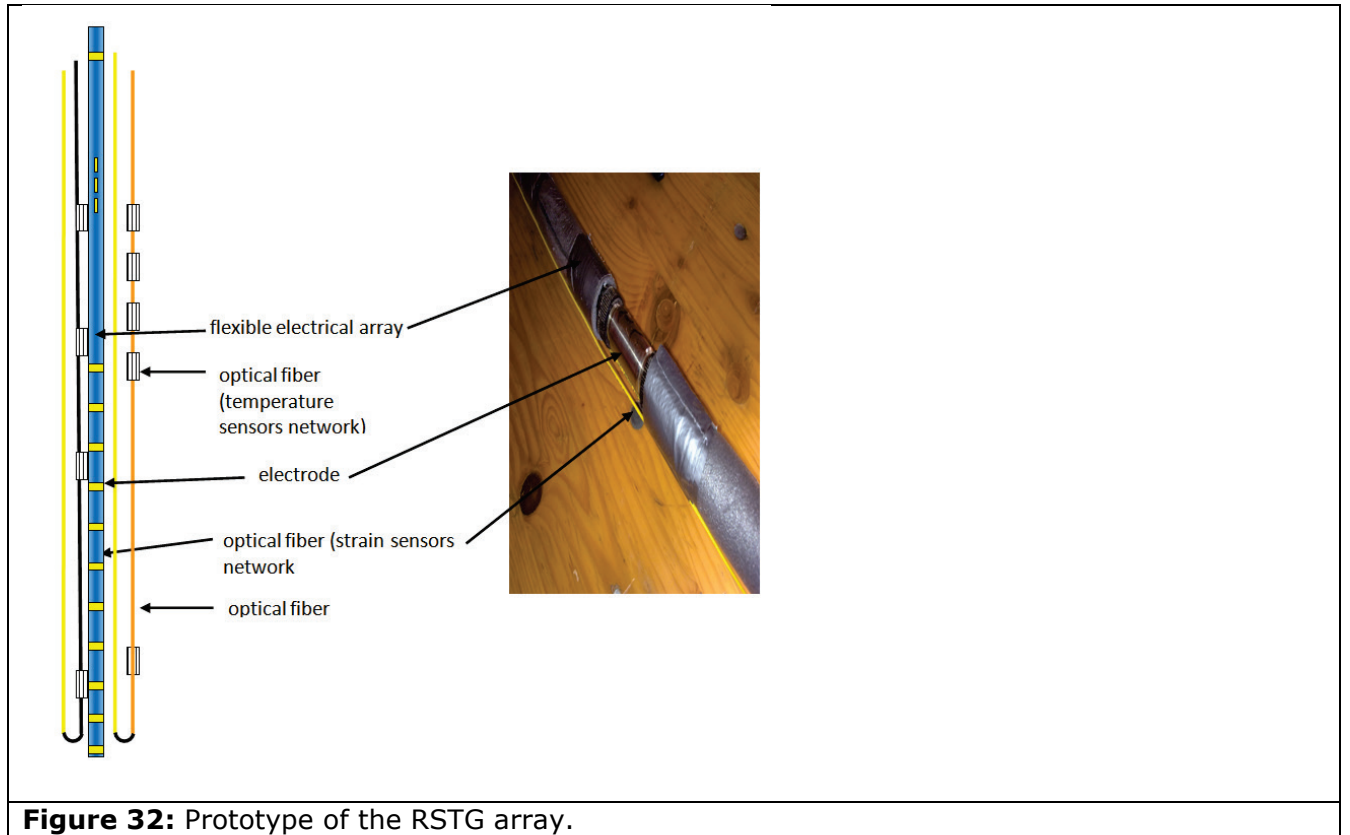 flexible electrical array
optical fiber
(temperature
sensors network)
electrode
optical fiber (strain sensors
network
optical fiber
Figure 32: Prototype of the RSTG array.